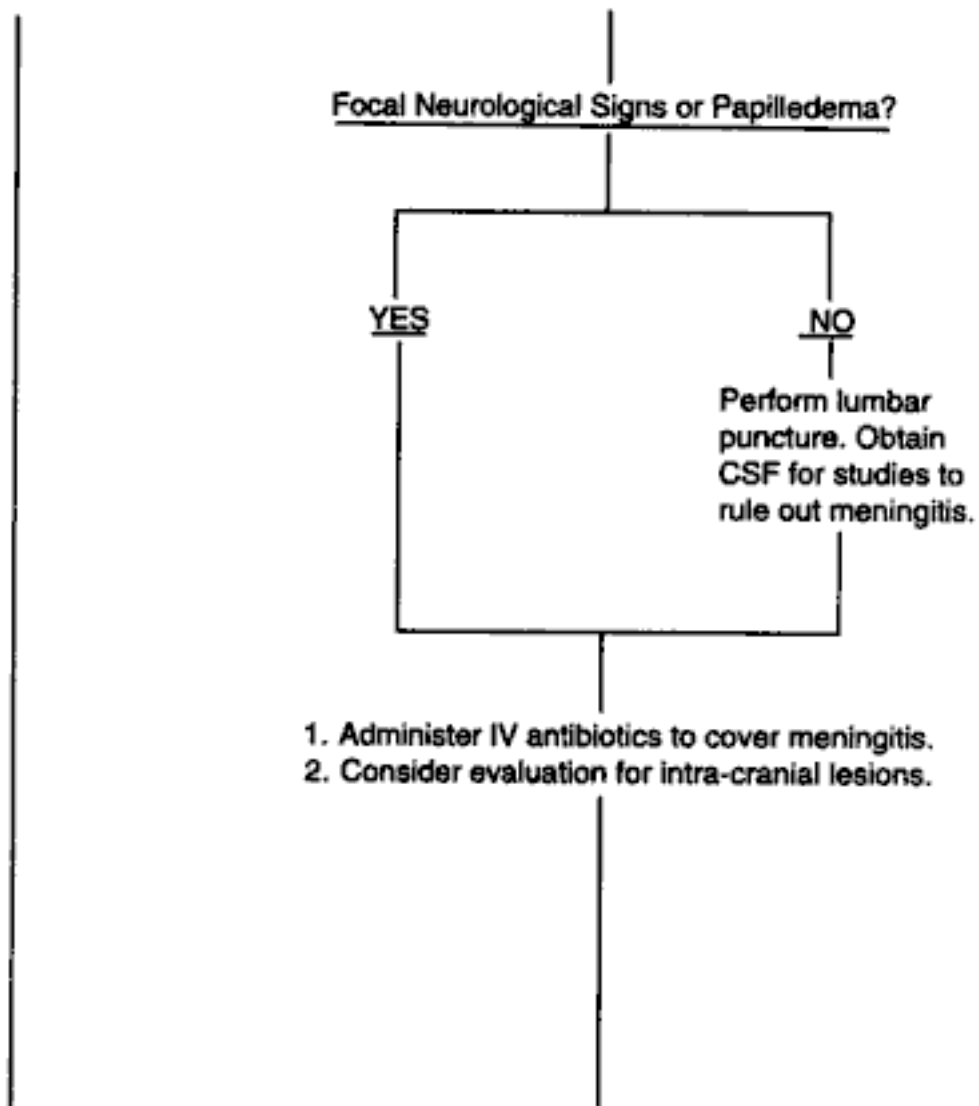 Focal Neurological Signs or Papilledema?
YES
NO
Perform lumbar
puncture. Obtain
CSF for studies to
rule out meningitis.
1. Administer IV antibiotics to cover meningitis.
2. Consider evaluation for intra-cranial lesions.